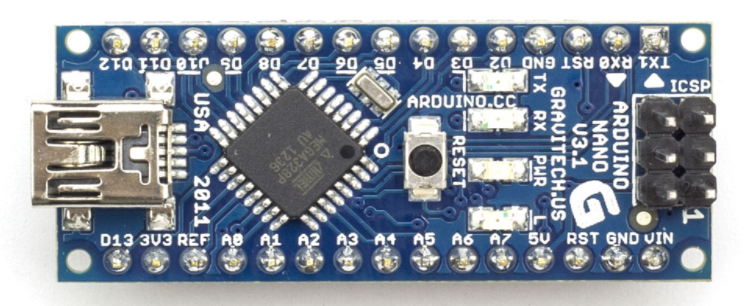 D12 D11 D10 D9 D8 D7 D6 D5 D4 D3 D2 GND RST RX0 TX1
ICSP
USA
2011
ATMEL
MEGA328P
AU 1236
ARDUINO.CC
RESET
TX
RX
PWR
L
GRAVITECH.US
ARDUINO
NANO
V3.1
G
1
D13 3V3 REF A0 A1 A2 A3 A4 A5 A6 A7 5V RST GND VIN